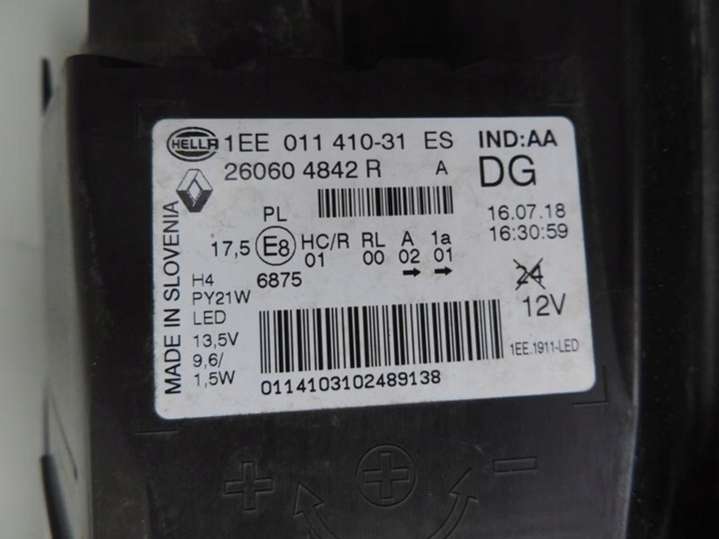 HELLA 1EE 011 410-31 ES IND:AA
26060 4842 R A DG
PL 16.07.18
17,5 E8 HC/R RL A 1a 16:30:59
01 00 02 01
H4 6875 24
PY21W 12V
LED
13,5V 1EE.1911-LED
9,6/
1,5W 0114103102489138
MADE IN SLOVENIA
+ + −